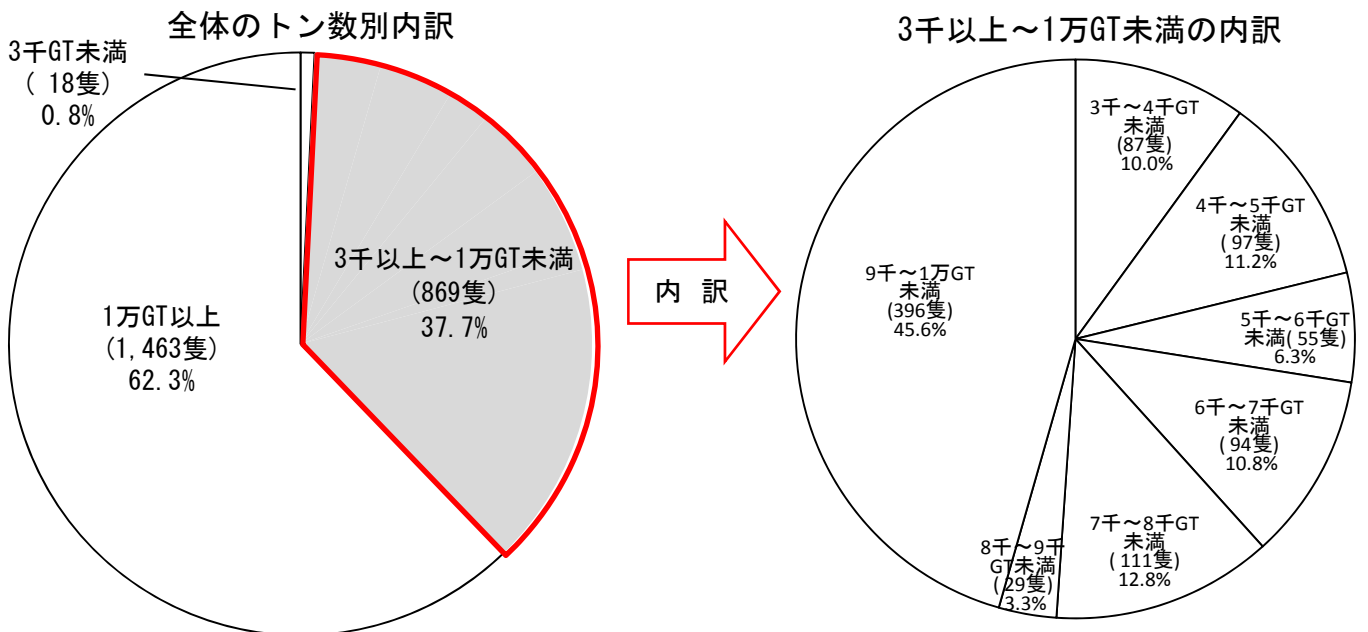 全体のトン数別内訳
3千GT未満
( 18隻)
0.8%
3千以上～1万GT未満
(869隻)
37.7%
1万GT以上
(1,463隻)
62.3%
内 訳
3千以上～1万GT未満の内訳
3千～4千GT
未満
(87隻)
10.0%
4千～5千GT
未満
( 97隻)
11.2%
5千～6千GT
未満( 55隻)
6.3%
6千～7千GT
未満
( 94隻)
10.8%
7千～8千GT
未満
( 111隻)
12.8%
8千～9千
GT未満
( 29隻)
3.3%
9千～1万GT
未満
(396隻)
45.6%